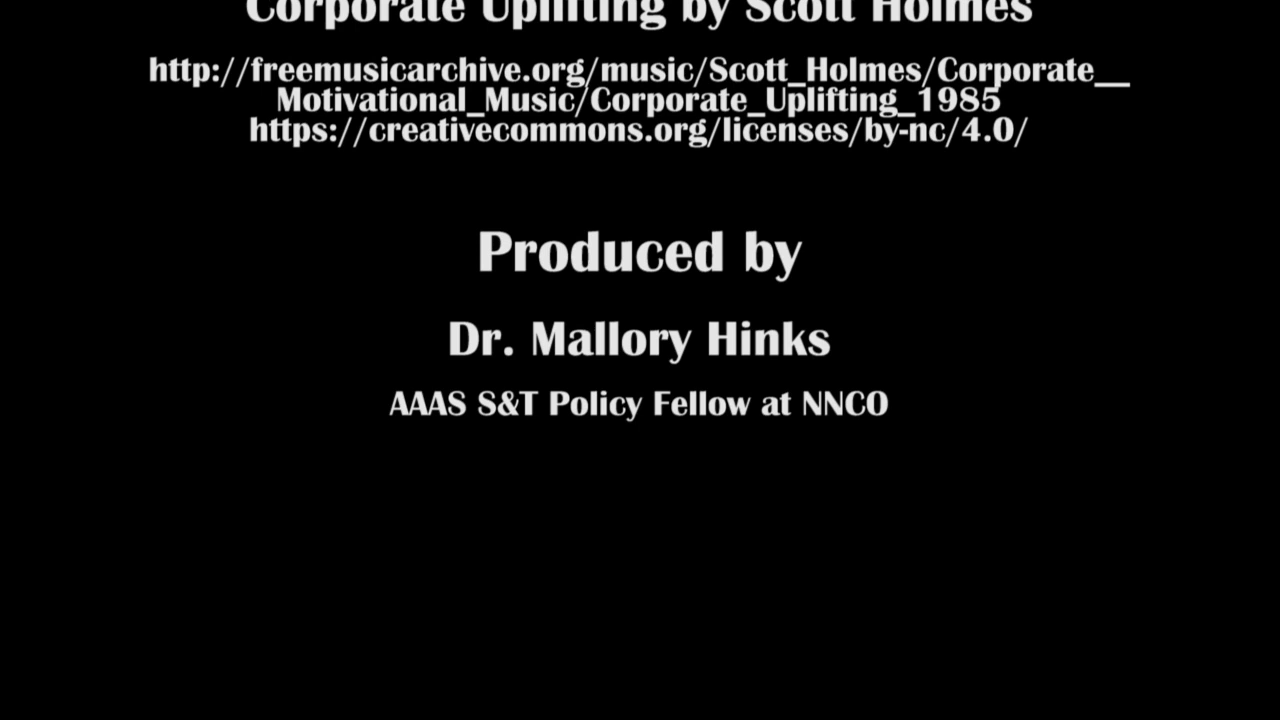 Corporate Uplifting by Scott Holmes
http://freemusicarchive.org/music/Scott_Holmes/Corporate__
Motivational_Music/Corporate_Uplifting_1985
https://creativecommons.org/licenses/by-nc/4.0/
Produced by
Dr. Mallory Hinks
AAAS S&T Policy Fellow at NNCO